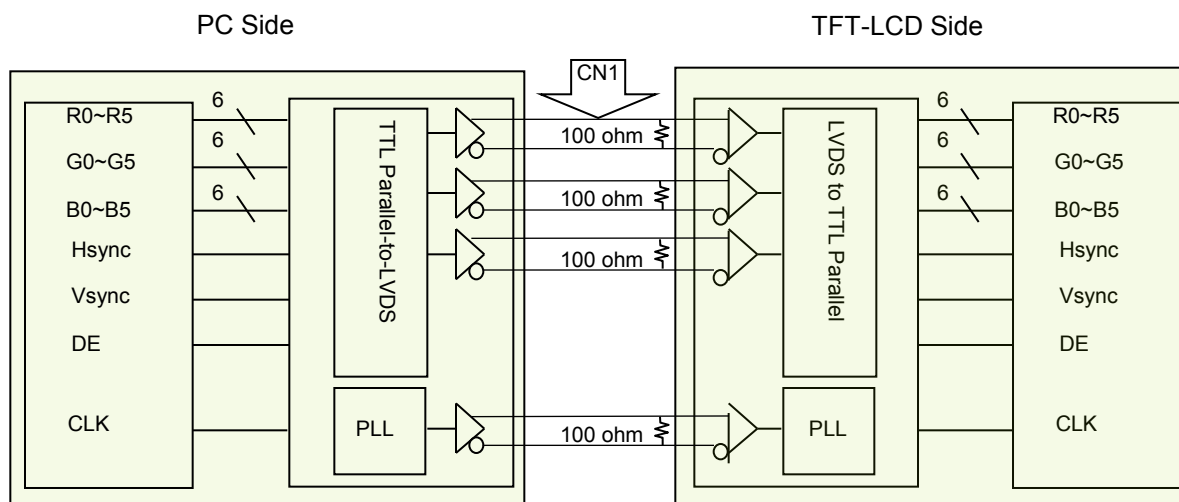 PC Side
TFT-LCD Side
CN1
R0~R5
6
G0~G5
6
B0~B5
6
Hsync
Vsync
DE
CLK
TTL Parallel-to-LVDS
PLL
100 ohm
100 ohm
100 ohm
100 ohm
LVDS to TTL Parallel
PLL
6
R0~R5
6
G0~G5
6
B0~B5
Hsync
Vsync
DE
CLK